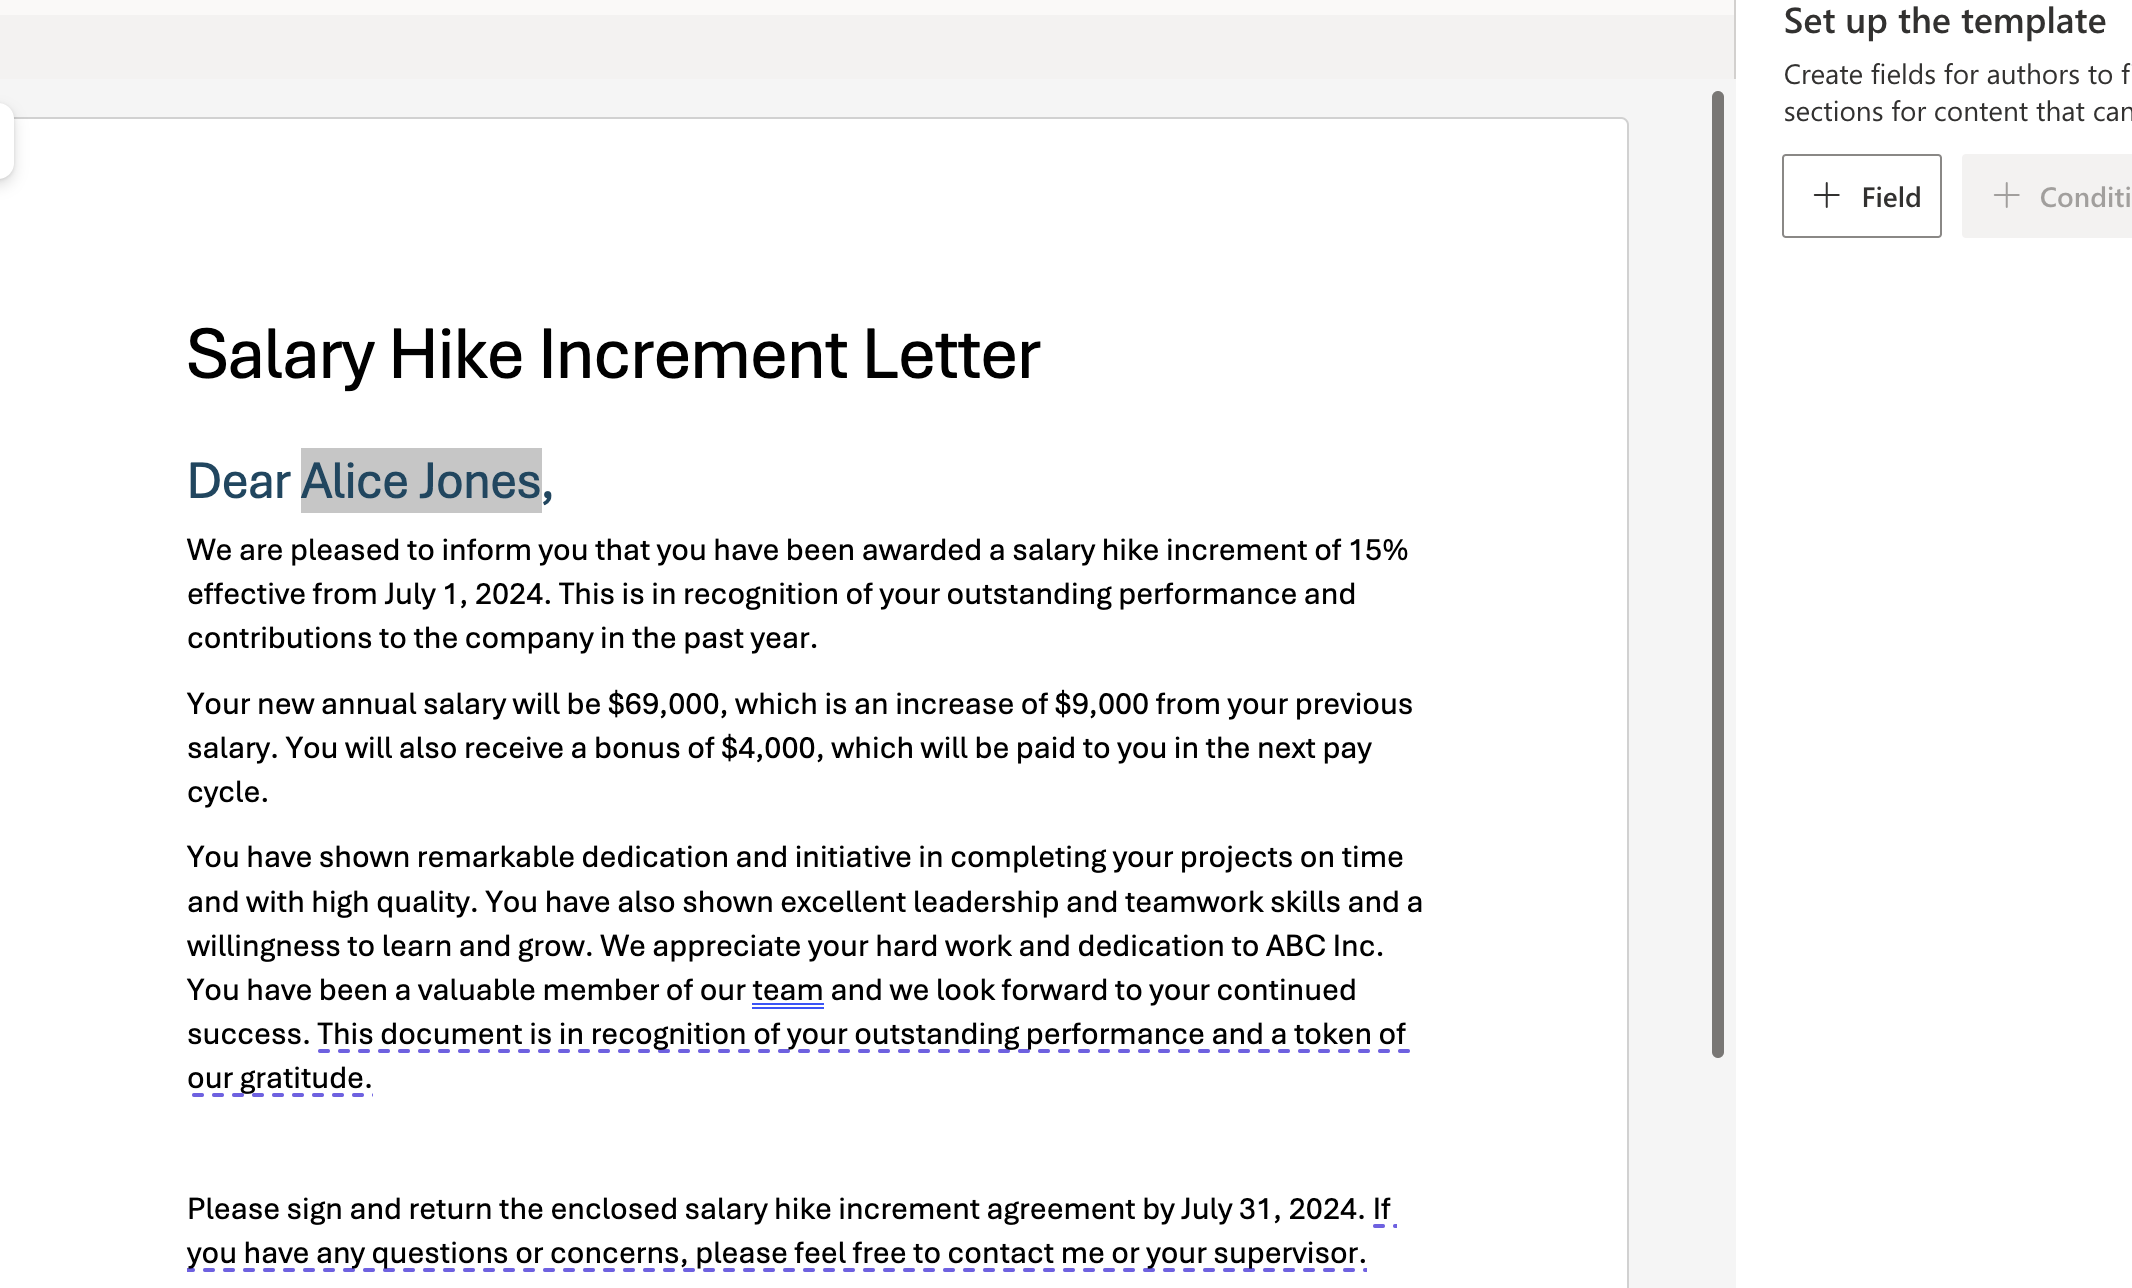 Set up the template
Create fields for authors to f
sections for content that can
+ Field
+ Conditi
Salary Hike Increment Letter
Dear Alice Jones,
We are pleased to inform you that you have been awarded a salary hike increment of 15%
effective from July 1, 2024. This is in recognition of your outstanding performance and
contributions to the company in the past year.
Your new annual salary will be $69,000, which is an increase of $9,000 from your previous
salary. You will also receive a bonus of $4,000, which will be paid to you in the next pay
cycle.
You have shown remarkable dedication and initiative in completing your projects on time
and with high quality. You have also shown excellent leadership and teamwork skills and a
willingness to learn and grow. We appreciate your hard work and dedication to ABC Inc.
You have been a valuable member of our team and we look forward to your continued
success. This document is in recognition of your outstanding performance and a token of
our gratitude.
Please sign and return the enclosed salary hike increment agreement by July 31, 2024. If
you have any questions or concerns, please feel free to contact me or your supervisor.